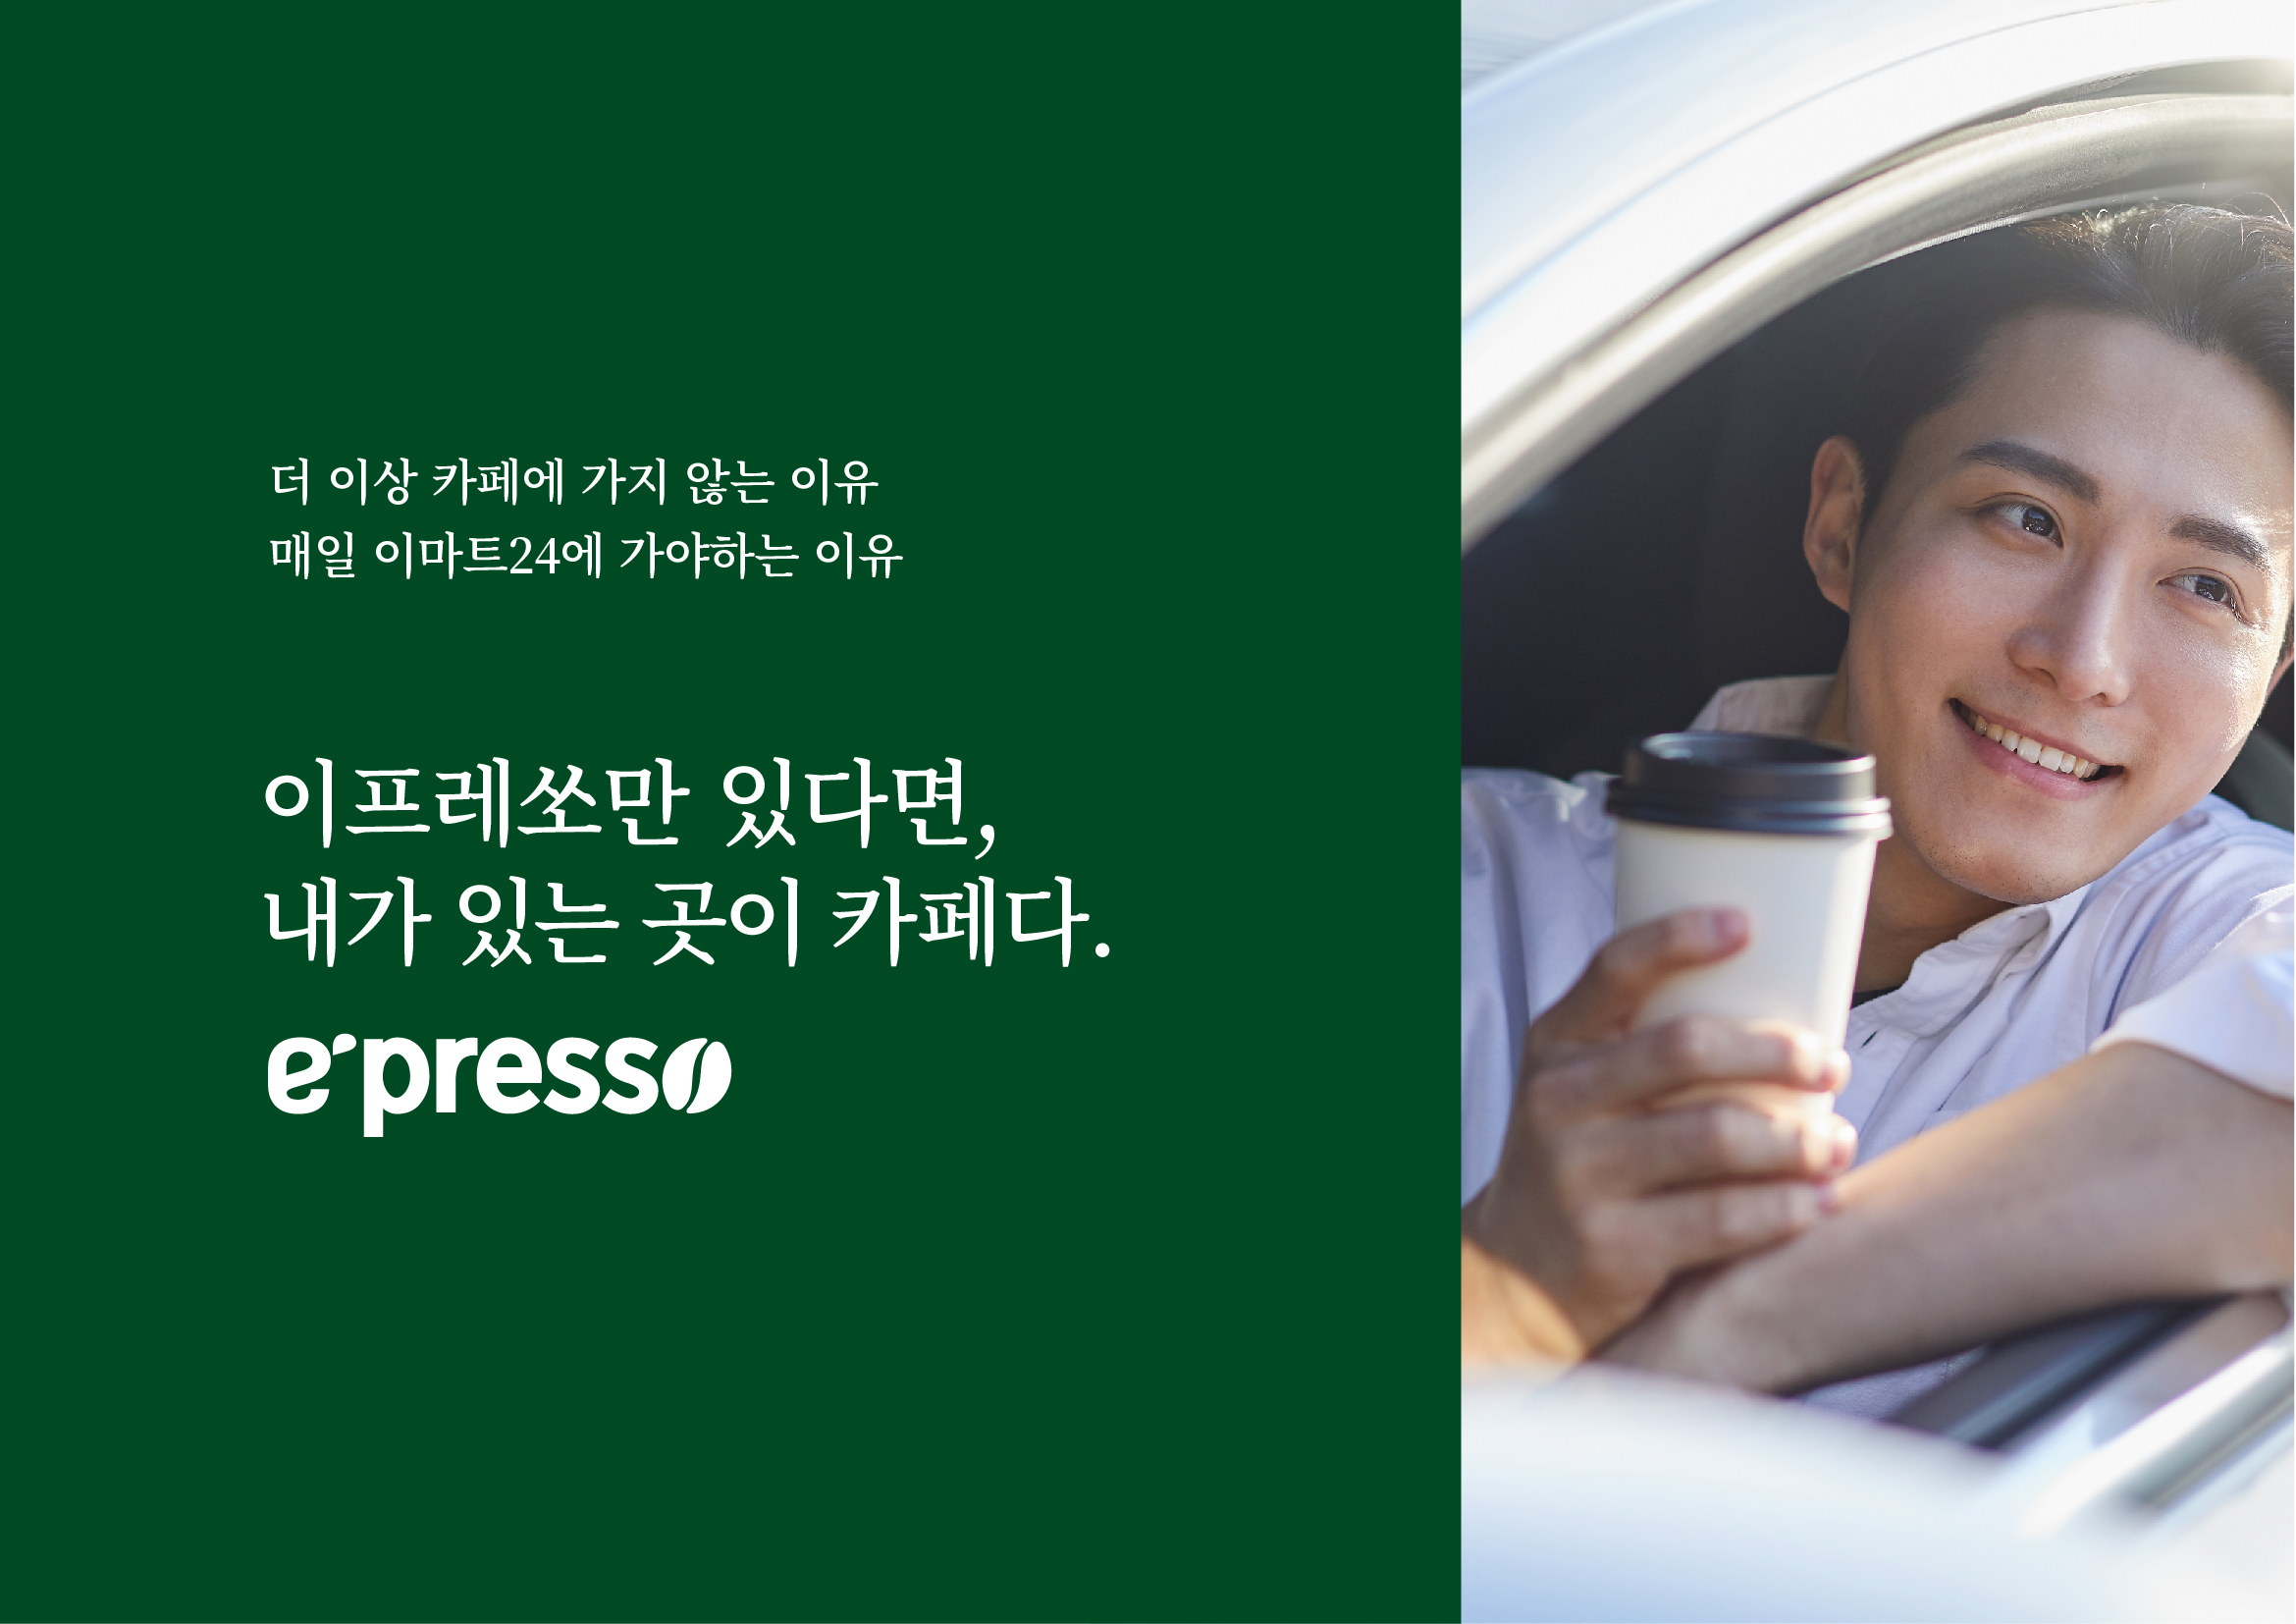 더 이상 카페에 가지 않는 이유
매일 이마트24에 가야하는 이유
이프레쏘만 있다면,
내가 있는 곳이 카페다.
e'presso